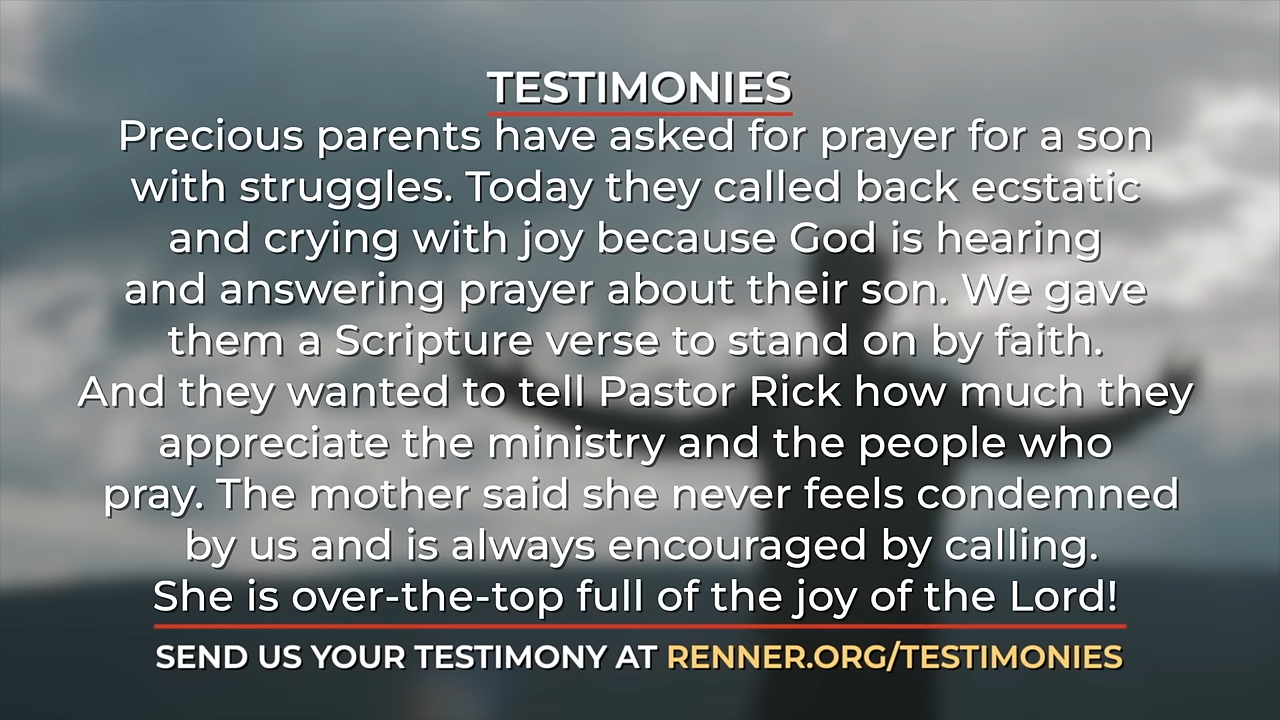 TESTIMONIES
Precious parents have asked for prayer for a son
with struggles. Today they called back ecstatic
and crying with joy because God is hearing
and answering prayer about their son. We gave
them a Scripture verse to stand on by faith.
And they wanted to tell Pastor Rick how much they
appreciate the ministry and the people who
pray. The mother said she never feels condemned
by us and is always encouraged by calling.
She is over-the-top full of the joy of the Lord!
SEND US YOUR TESTIMONY AT RENNER.ORG/TESTIMONIES